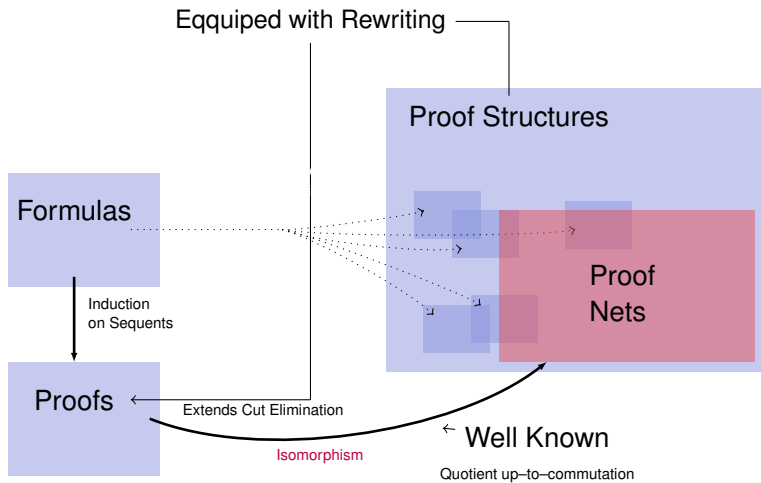 Eqquiped with Rewriting
Proof Structures
Formulas
Proof
Nets
Induction
on Sequents
Proofs
Extends Cut Elimination
Isomorphism
Well Known
Quotient up–to–commutation